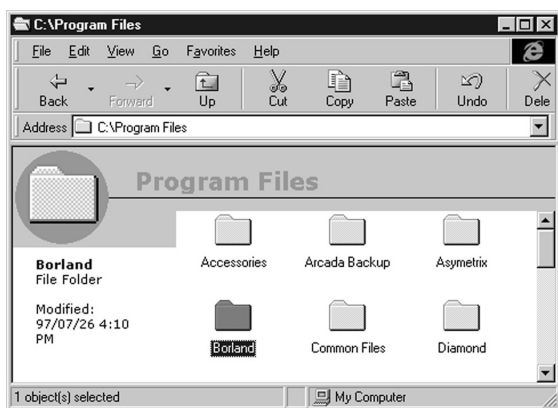 C:\Program Files
File Edit View Go Favorites Help
Back Forward Up Cut Copy Paste Undo Dele
Address C:\Program Files
Program Files
Accessories Arcada Backup Asymetrix
Borland
File Folder
Modified:
97/07/26 4:10
PM
Borland Common Files Diamond
1 object(s) selected My Computer